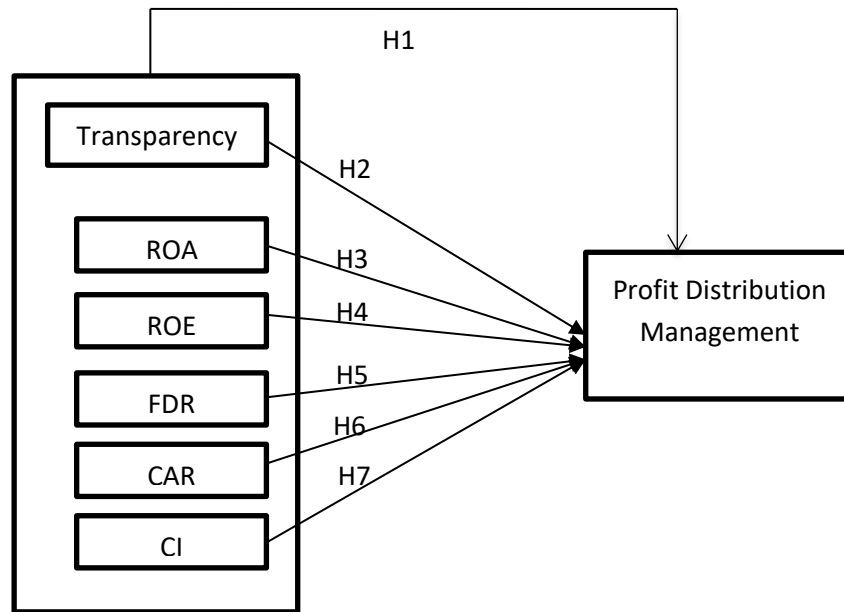 H1
Transparency
H2
ROA
H3
ROE
H4
FDR
H5
CAR
H6
CI
H7
Profit Distribution
Management